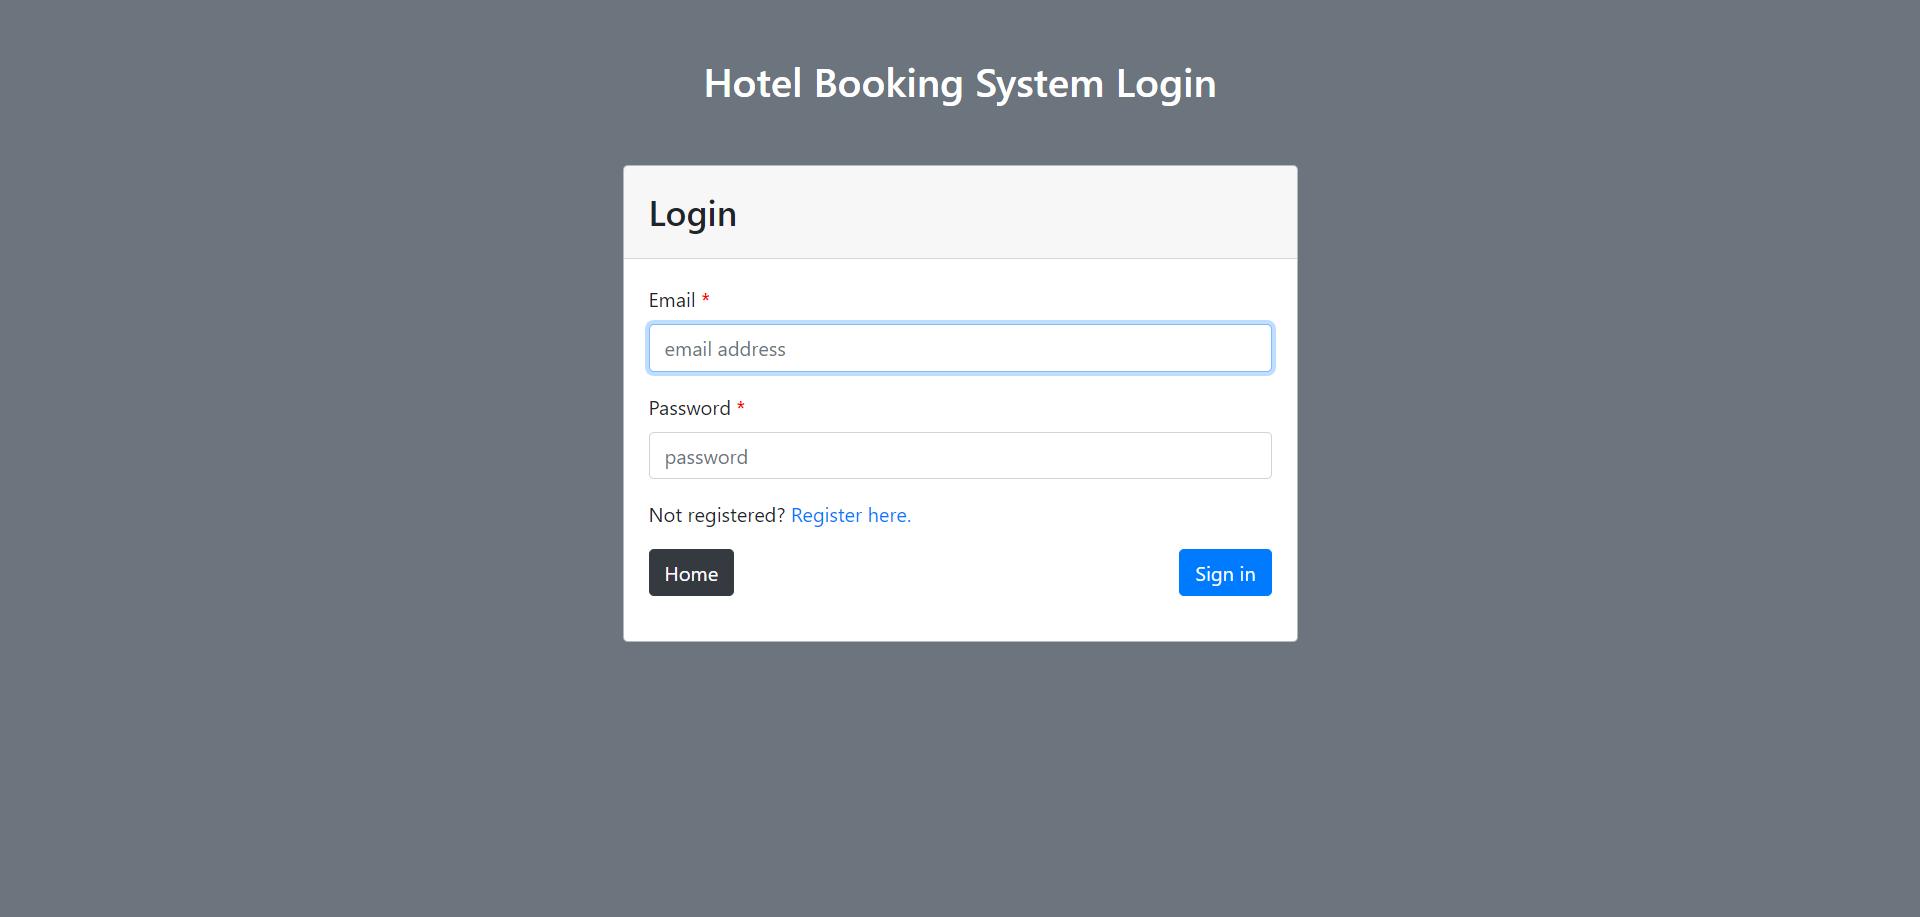 Hotel Booking System Login
Login
Email *
email address
Password *
password
Not registered? Register here.
Home
Sign in